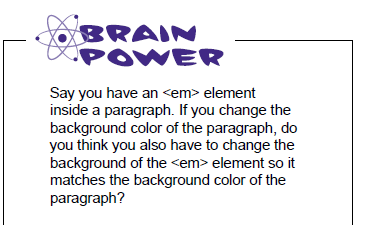 BRAIN
POWER
Say you have an <em> element
inside a paragraph. If you change the
background color of the paragraph, do
you think you also have to change the
background of the <em> element so it
matches the background color of the
paragraph?